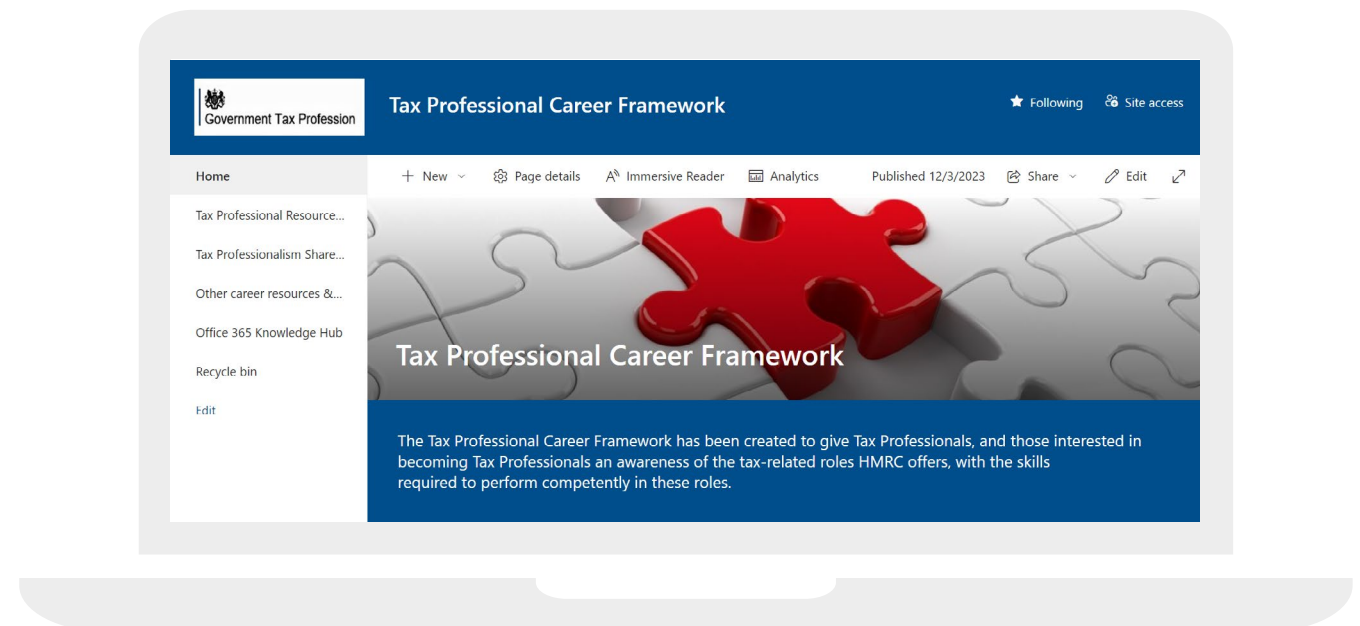 Government Tax Profession
Tax Professional Career Framework
Following
Site access
Home
New
Page details
Immersive Reader
Analytics
Published 12/3/2023
Share
Edit
Tax Professional Resource...
Tax Professionalism Share...
Other career resources &...
Office 365 Knowledge Hub
Recycle bin
Edit
Tax Professional Career Framework
The Tax Professional Career Framework has been created to give Tax Professionals, and those interested in
becoming Tax Professionals an awareness of the tax-related roles HMRC offers, with the skills
required to perform competently in these roles.